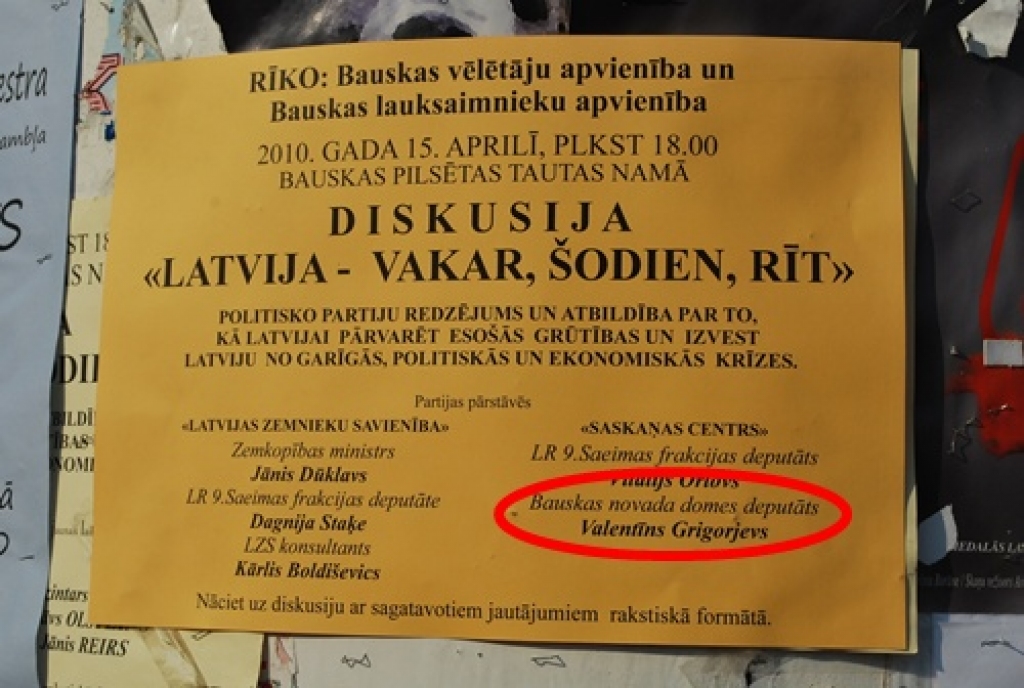 RĪKO: Bauskas vēlētāju apvienība un
Bauskas lauksaimnieku apvienība
2010. GADA 15. APRILĪ, PLKST 18.00
BAUSKAS PILSĒTAS TAUTAS NAMĀ
DISKUSIJA
«LATVIJA - VAKAR, ŠODIEN, RĪT»
POLITISKO PARTIJU REDZĒJUMS UN ATBILDĪBA PAR TO,
KĀ LATVIJAI PĀRVARĒT ESOŠĀS GRŪTĪBAS UN IZVEST
LATVIJU NO GARĪGĀS, POLITISKĀS UN EKONOMISKĀS KRĪZES.
Partijas pārstāvēs
«LATVIJAS ZEMNIEKU SAVIENĪBA»
Zemkopības ministrs
Jānis Dūklavs
LR 9.Saeimas frakcijas deputāte
Dagnija Staķe
LZS konsultants
Kārlis Boldiševics
«SASKAŅAS CENTRS»
LR 9.Saeimas frakcijas deputāts
Vitālijs Orlovs
Bauskas novada domes deputāts
Valentīns Grigorjevs
Nāciet uz diskusiju ar sagatavotiem jautājumiem rakstiskā formātā.
Jānis REIRS